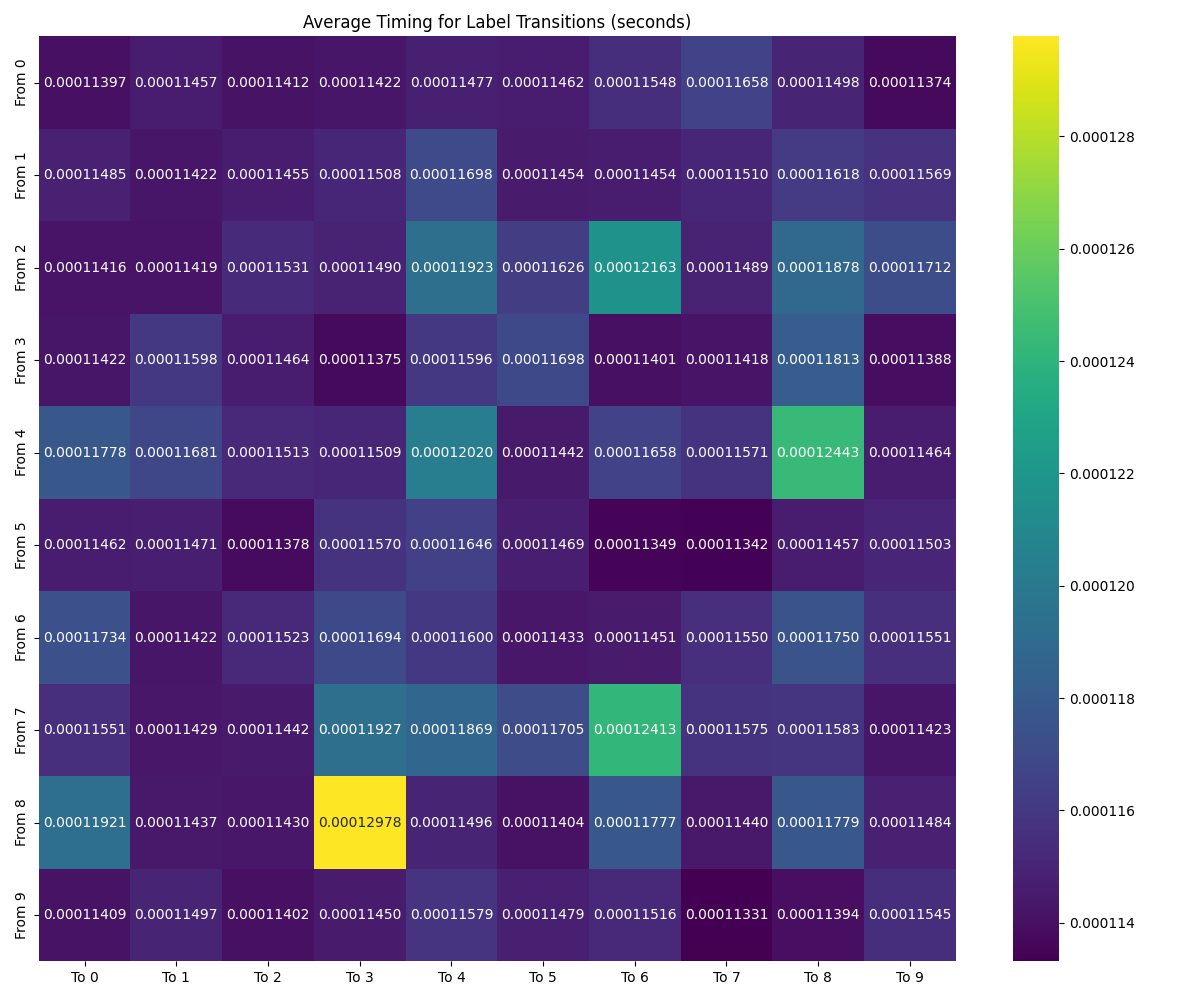 Average Timing for Label Transitions (seconds)
From 0 0.00011397 0.00011457 0.00011412 0.00011422 0.00011477 0.00011462 0.00011548 0.00011658 0.00011498 0.00011374
From 1 0.00011485 0.00011422 0.00011455 0.00011508 0.00011698 0.00011454 0.00011454 0.00011510 0.00011618 0.00011569
From 2 0.00011416 0.00011419 0.00011531 0.00011490 0.00011923 0.00011626 0.00012163 0.00011489 0.00011878 0.00011712
From 3 0.00011422 0.00011598 0.00011464 0.00011375 0.00011596 0.00011698 0.00011401 0.00011418 0.00011813 0.00011388
From 4 0.00011778 0.00011681 0.00011513 0.00011509 0.00012020 0.00011442 0.00011658 0.00011571 0.00012443 0.00011464
From 5 0.00011462 0.00011471 0.00011378 0.00011570 0.00011646 0.00011469 0.00011349 0.00011342 0.00011457 0.00011503
From 6 0.00011734 0.00011422 0.00011523 0.00011694 0.00011600 0.00011433 0.00011451 0.00011550 0.00011750 0.00011551
From 7 0.00011551 0.00011429 0.00011442 0.00011927 0.00011869 0.00011705 0.00012413 0.00011575 0.00011583 0.00011423
From 8 0.00011921 0.00011437 0.00011430 0.00012978 0.00011496 0.00011404 0.00011777 0.00011440 0.00011779 0.00011484
From 9 0.00011409 0.00011497 0.00011402 0.00011450 0.00011579 0.00011479 0.00011516 0.00011331 0.00011394 0.00011545
To 0 To 1 To 2 To 3 To 4 To 5 To 6 To 7 To 8 To 9
0.000128
0.000126
0.000124
0.000122
0.000120
0.000118
0.000116
0.000114